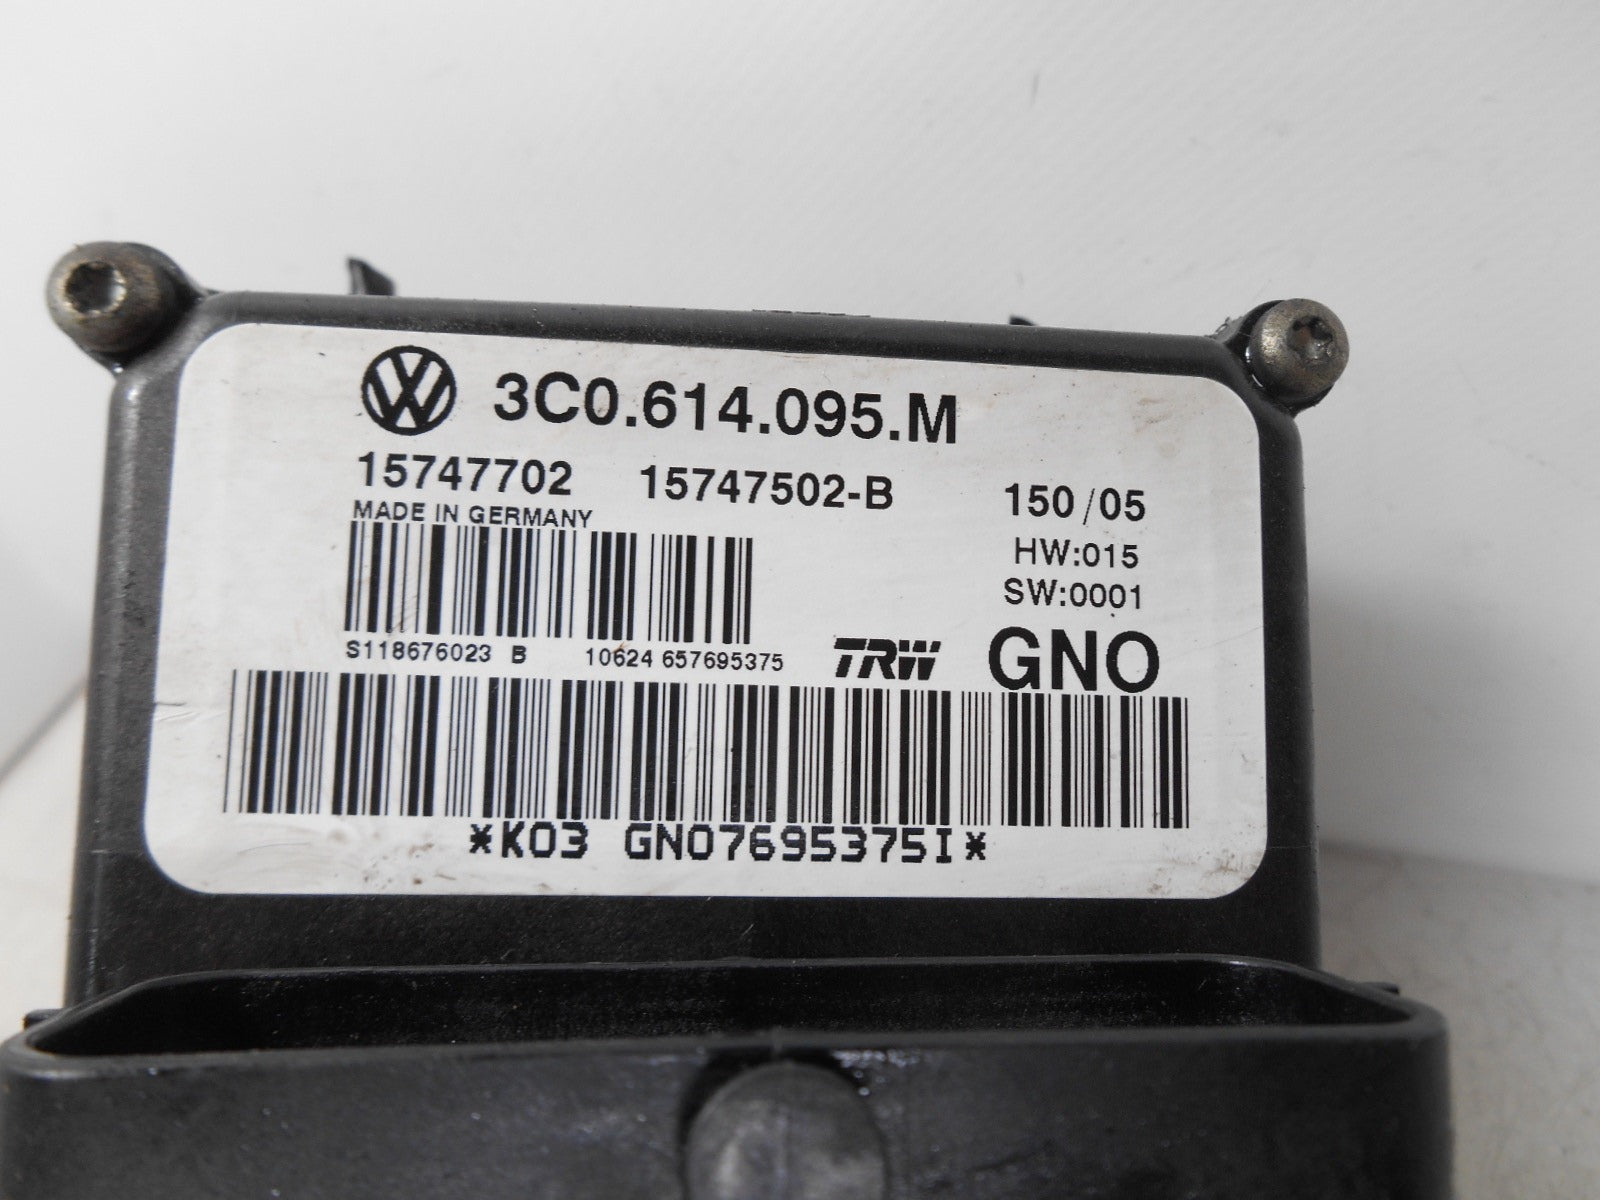 3C0.614.095.M
15747702 15747502-B 150/05
MADE IN GERMANY
HW:015
SW:0001
S118676023 B 10624 657695375 TRW GNO
*K03 GNO7695375I*